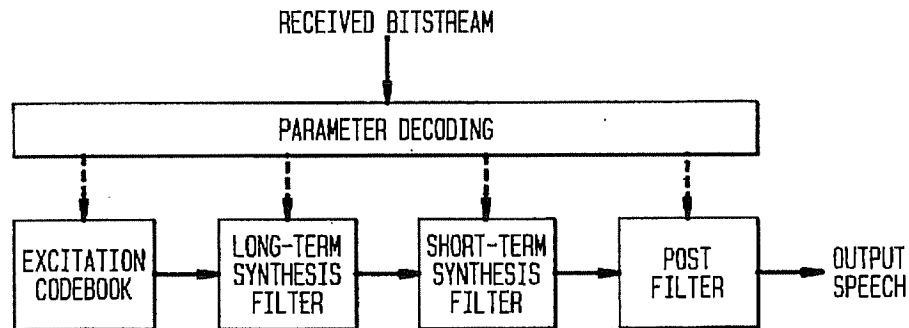 RECEIVED BITSTREAM
PARAMETER DECODING
EXCITATION
CODEBOOK
LONG-TERM
SYNTHESIS
FILTER
SHORT-TERM
SYNTHESIS
FILTER
POST
FILTER
OUTPUT
SPEECH